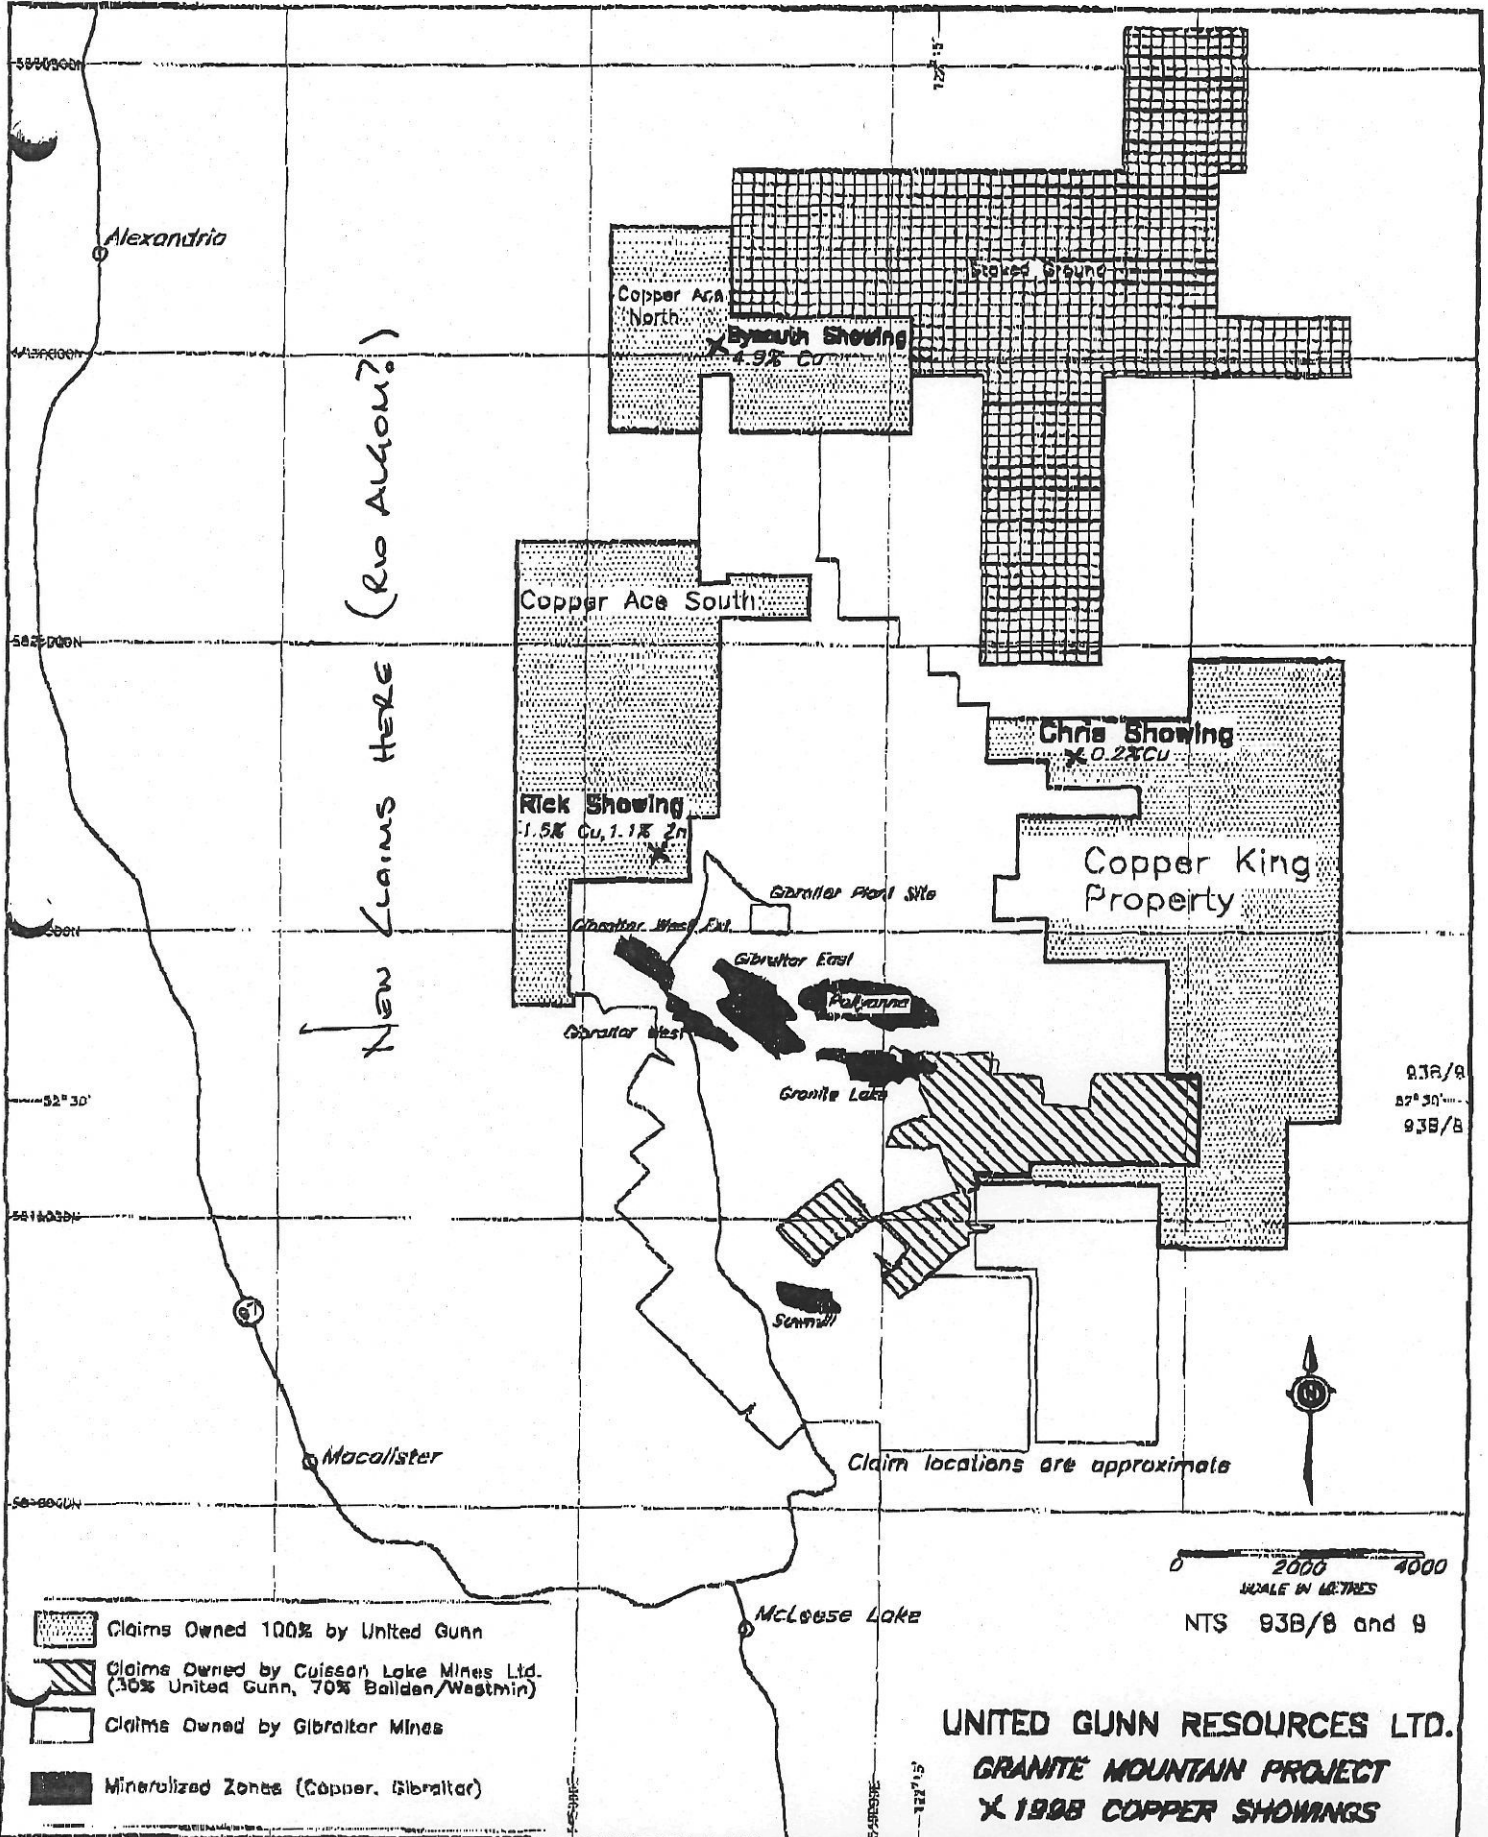 Alexandria
NEW CLAIMS HERE (RIO ALGOM?)
Staked Ground
Copper Ace
North
Bysouth Showing
4.9% Cu
Copper Ace South
Chris Showing
0.2% Cu
Rick Showing
1.5% Cu, 1.1% Zn
Copper King
Property
Gibraltar Plant Site
Gibraltar West Ext.
Gibraltar East
Pollyanna
Gibraltar West
Granite Lake
93B/9
52°30'
52°30'
93B/8
97
Sawmill
Macalister
Claim locations are approximate
0 2000 4000
SCALE IN METRES
McLeese Lake
NTS 93B/8 and 9
Claims Owned 100% by United Gunn
Claims Owned by Cuisson Lake Mines Ltd.
(30% United Gunn, 70% Boliden/Westmin)
Claims Owned by Gibraltar Mines
Mineralized Zones (Copper, Gibraltar)
UNITED GUNN RESOURCES LTD.
GRANITE MOUNTAIN PROJECT
X 1998 COPPER SHOWINGS